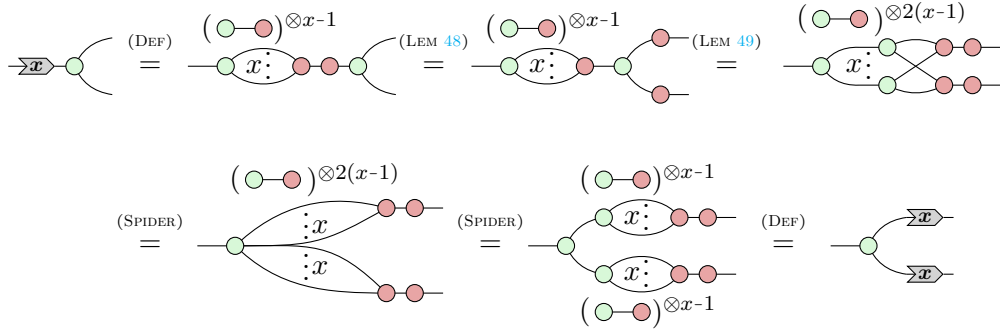 ( )⊗x-1 ( )⊗x-1 ( )⊗2(x-1)
x (DEF) = x⋮ (LEM 48) = x⋮ (LEM 49) = x⋮
( )⊗2(x-1) ( )⊗x-1
(SPIDER) = ⋮x ⋮x (SPIDER) = x⋮ x⋮ (DEF) = x x
( )⊗x-1